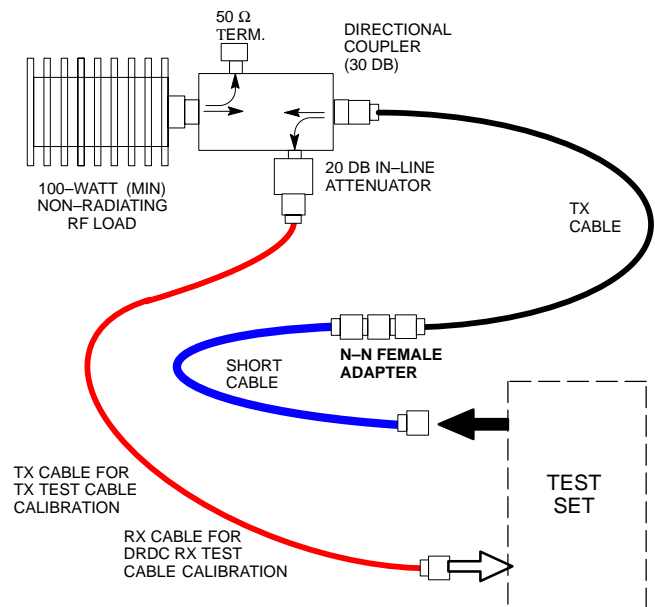 50 Ω
TERM.
DIRECTIONAL
COUPLER
(30 DB)
100–WATT (MIN)
NON–RADIATING
RF LOAD
20 DB IN–LINE
ATTENUATOR
TX
CABLE
SHORT
CABLE
N–N FEMALE
ADAPTER
TEST
SET
TX CABLE FOR
TX TEST CABLE
CALIBRATION
RX CABLE FOR
DRDC RX TEST
CABLE CALIBRATION